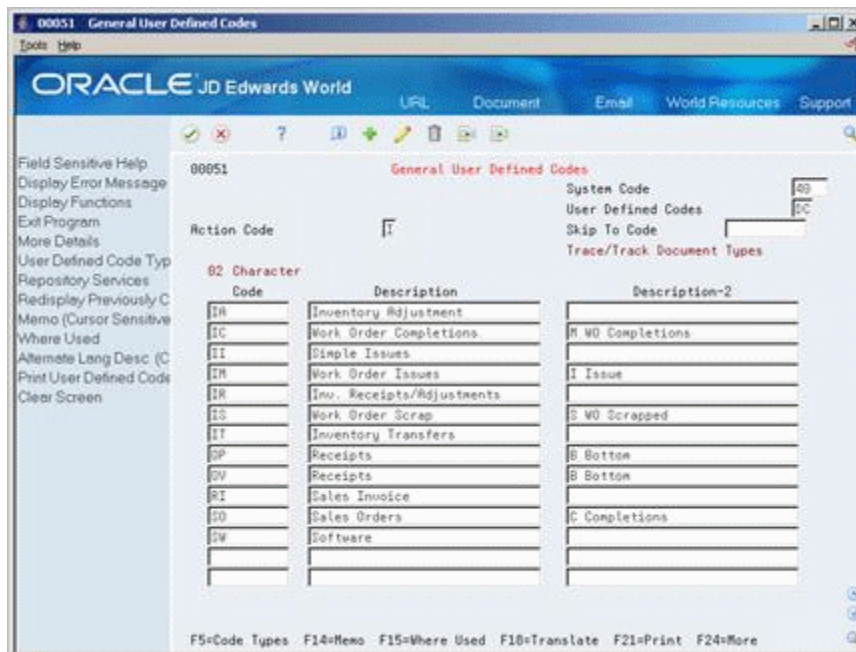 00051 General User Defined Codes
Tools Help
ORACLE JD Edwards World
URL Document Email World Resources Support
Field Sensitive Help
Display Error Message
Display Functions
Exit Program
More Details
User Defined Code Typ
Repository Services
Redisplay Previously C
Memo (Cursor Sensitive
Where Used
Alternate Lang Desc (C
Print User Defined Code
Clear Screen
00051 General User Defined Codes
System Code 40
User Defined Codes DC
Action Code I Skip To Code
Trace/Track Document Types
02 Character
Code Description Description-2
IA Inventory Adjustment
IC Work Order Completions M WO Completions
II Simple Issues
IM Work Order Issues I Issue
IR Inv. Receipts/Adjustments
IS Work Order Scrap S WO Scrapped
IT Inventory Transfers
OP Receipts B Bottom
OV Receipts B Bottom
RI Sales Invoice
SO Sales Orders C Completions
SW Software
F5=Code Types F14=Memo F15=Where Used F18=Translate F21=Print F24=More